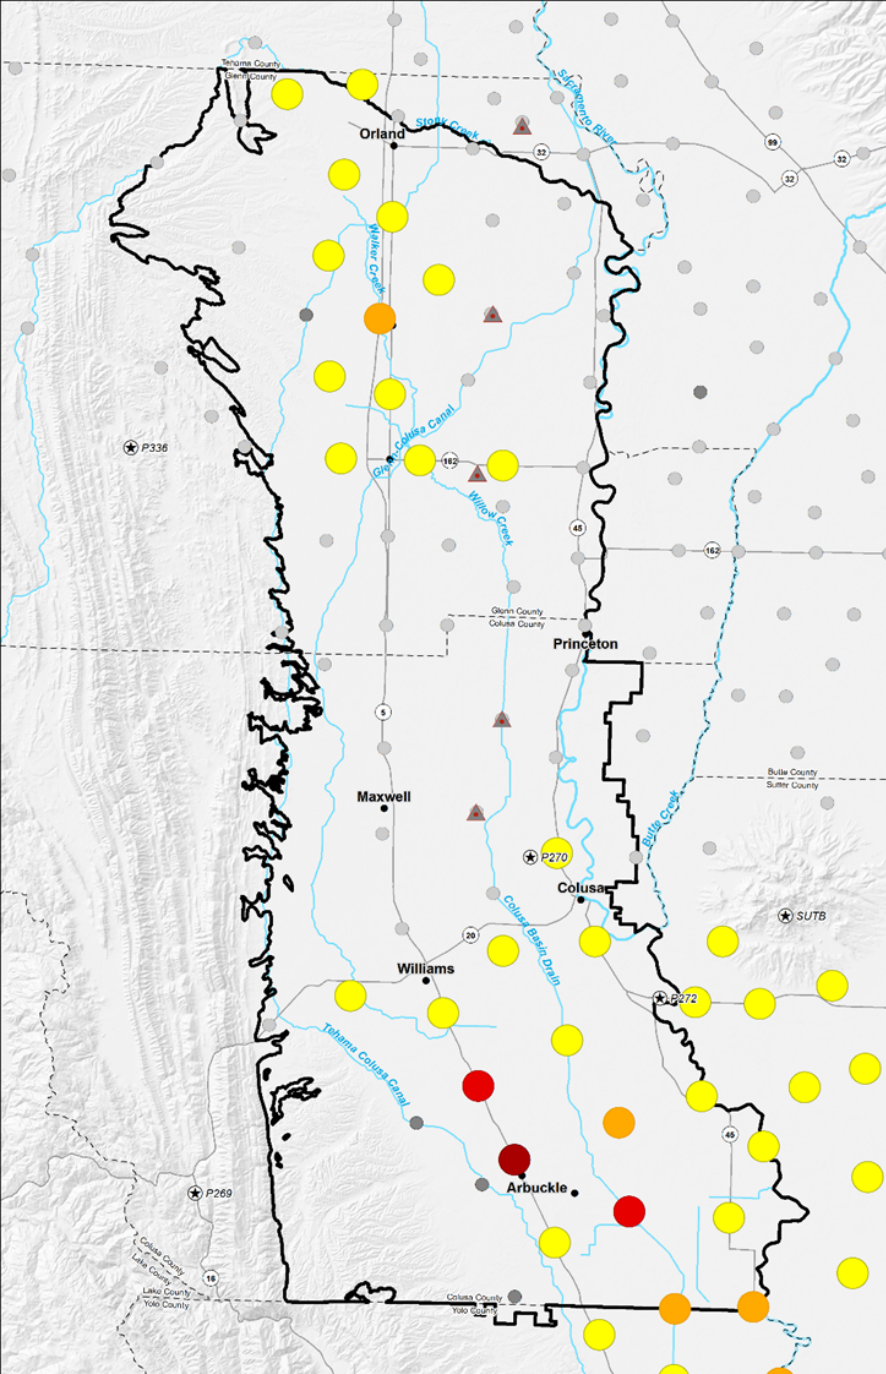 Tehama County
Glenn County
Sacramento River
Stony Creek
Orland
32
99
32
32
Walker Creek
Glenn-Colusa Canal
P336
162
Willow Creek
45
162
Glenn County
Colusa County
Princeton
5
Butte County
Sutter County
Maxwell
Butte Creek
P270
Colusa
SUTB
20
Colusa Basin Drain
Williams
P272
Tehama Colusa Canal
45
Arbuckle
P269
Colusa County
Lake County
16
Lake County
Yolo County
Colusa County
Yolo County